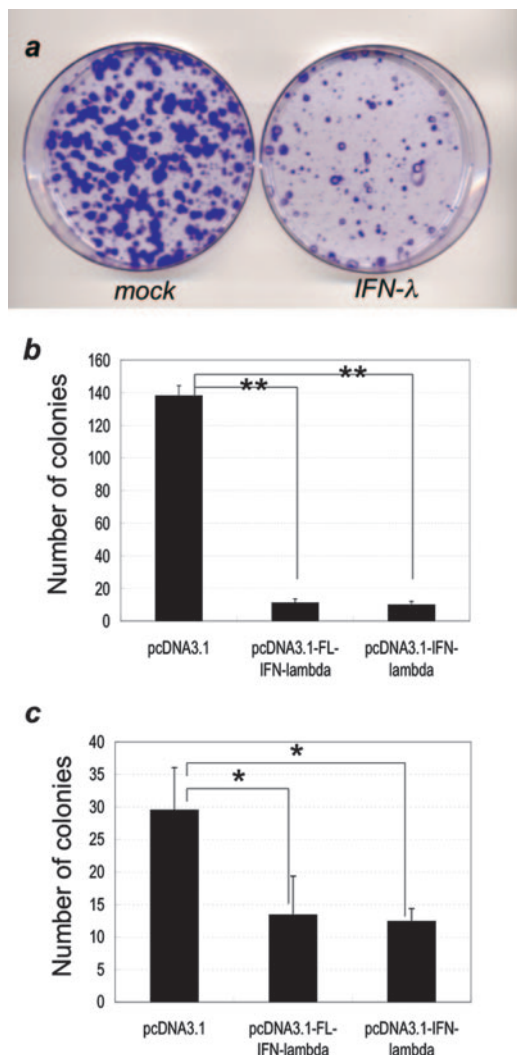 a
mock
IFN-λ
b
Number of colonies
160
140
120
100
80
60
40
20
0
**
**
pcDNA3.1
pcDNA3.1-FL-
IFN-lambda
pcDNA3.1-IFN-
lambda
c
Number of colonies
40
35
30
25
20
15
10
5
0
*
*
pcDNA3.1
pcDNA3.1-FL-
IFN-lambda
pcDNA3.1-IFN-
lambda